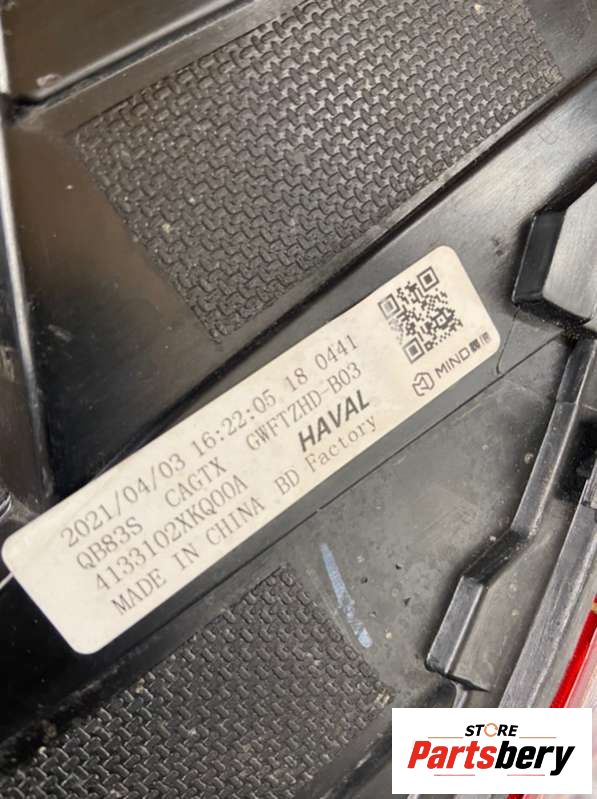 2021/04/03 16:22:05 18 0441
QB83S CAGTX GWFTZHD-B03
4133102XKQ00A HAVAL
MADE IN CHINA BD Factory
MIND
STORE
Partsbery